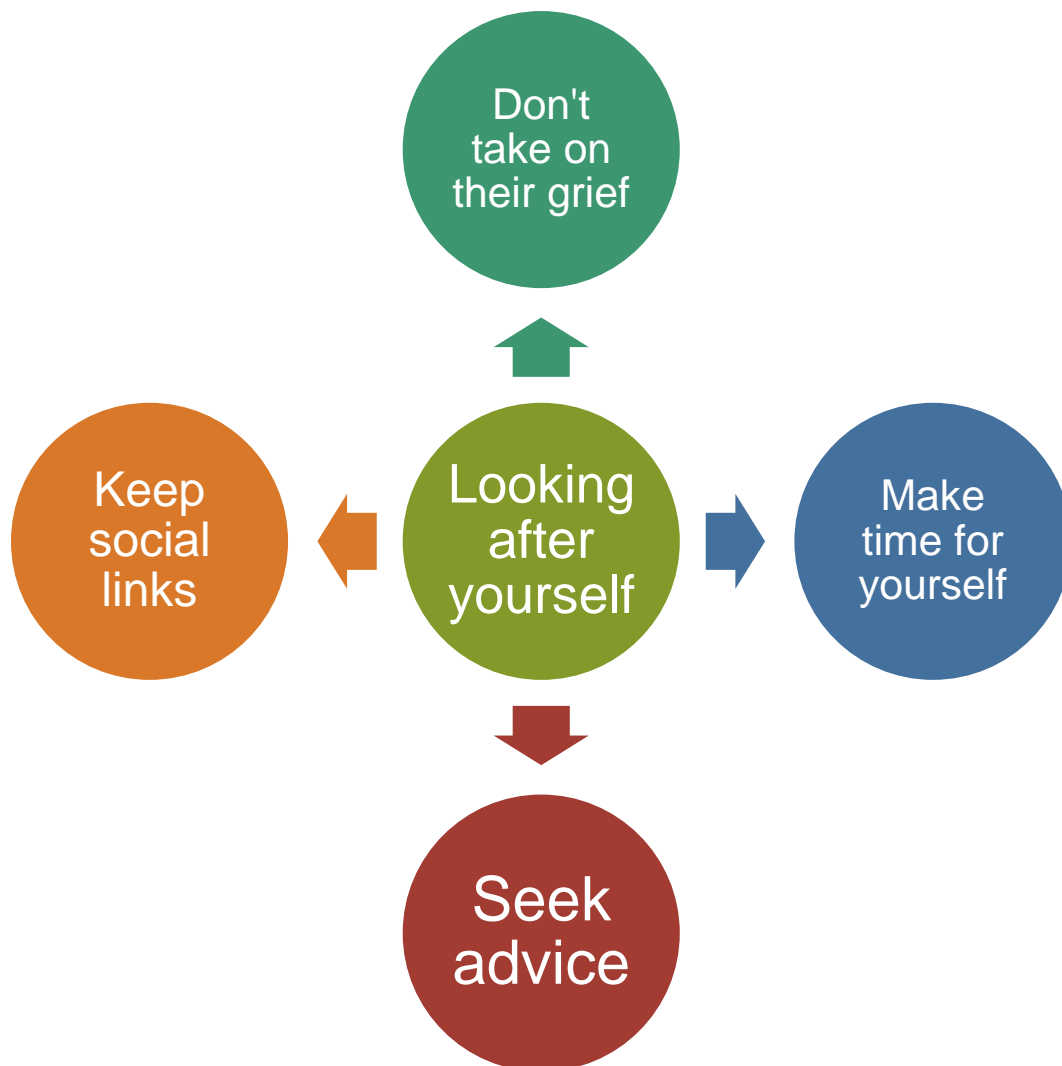 Don't
take on
their grief
Keep
social
links
Looking
after
yourself
Make
time for
yourself
Seek
advice